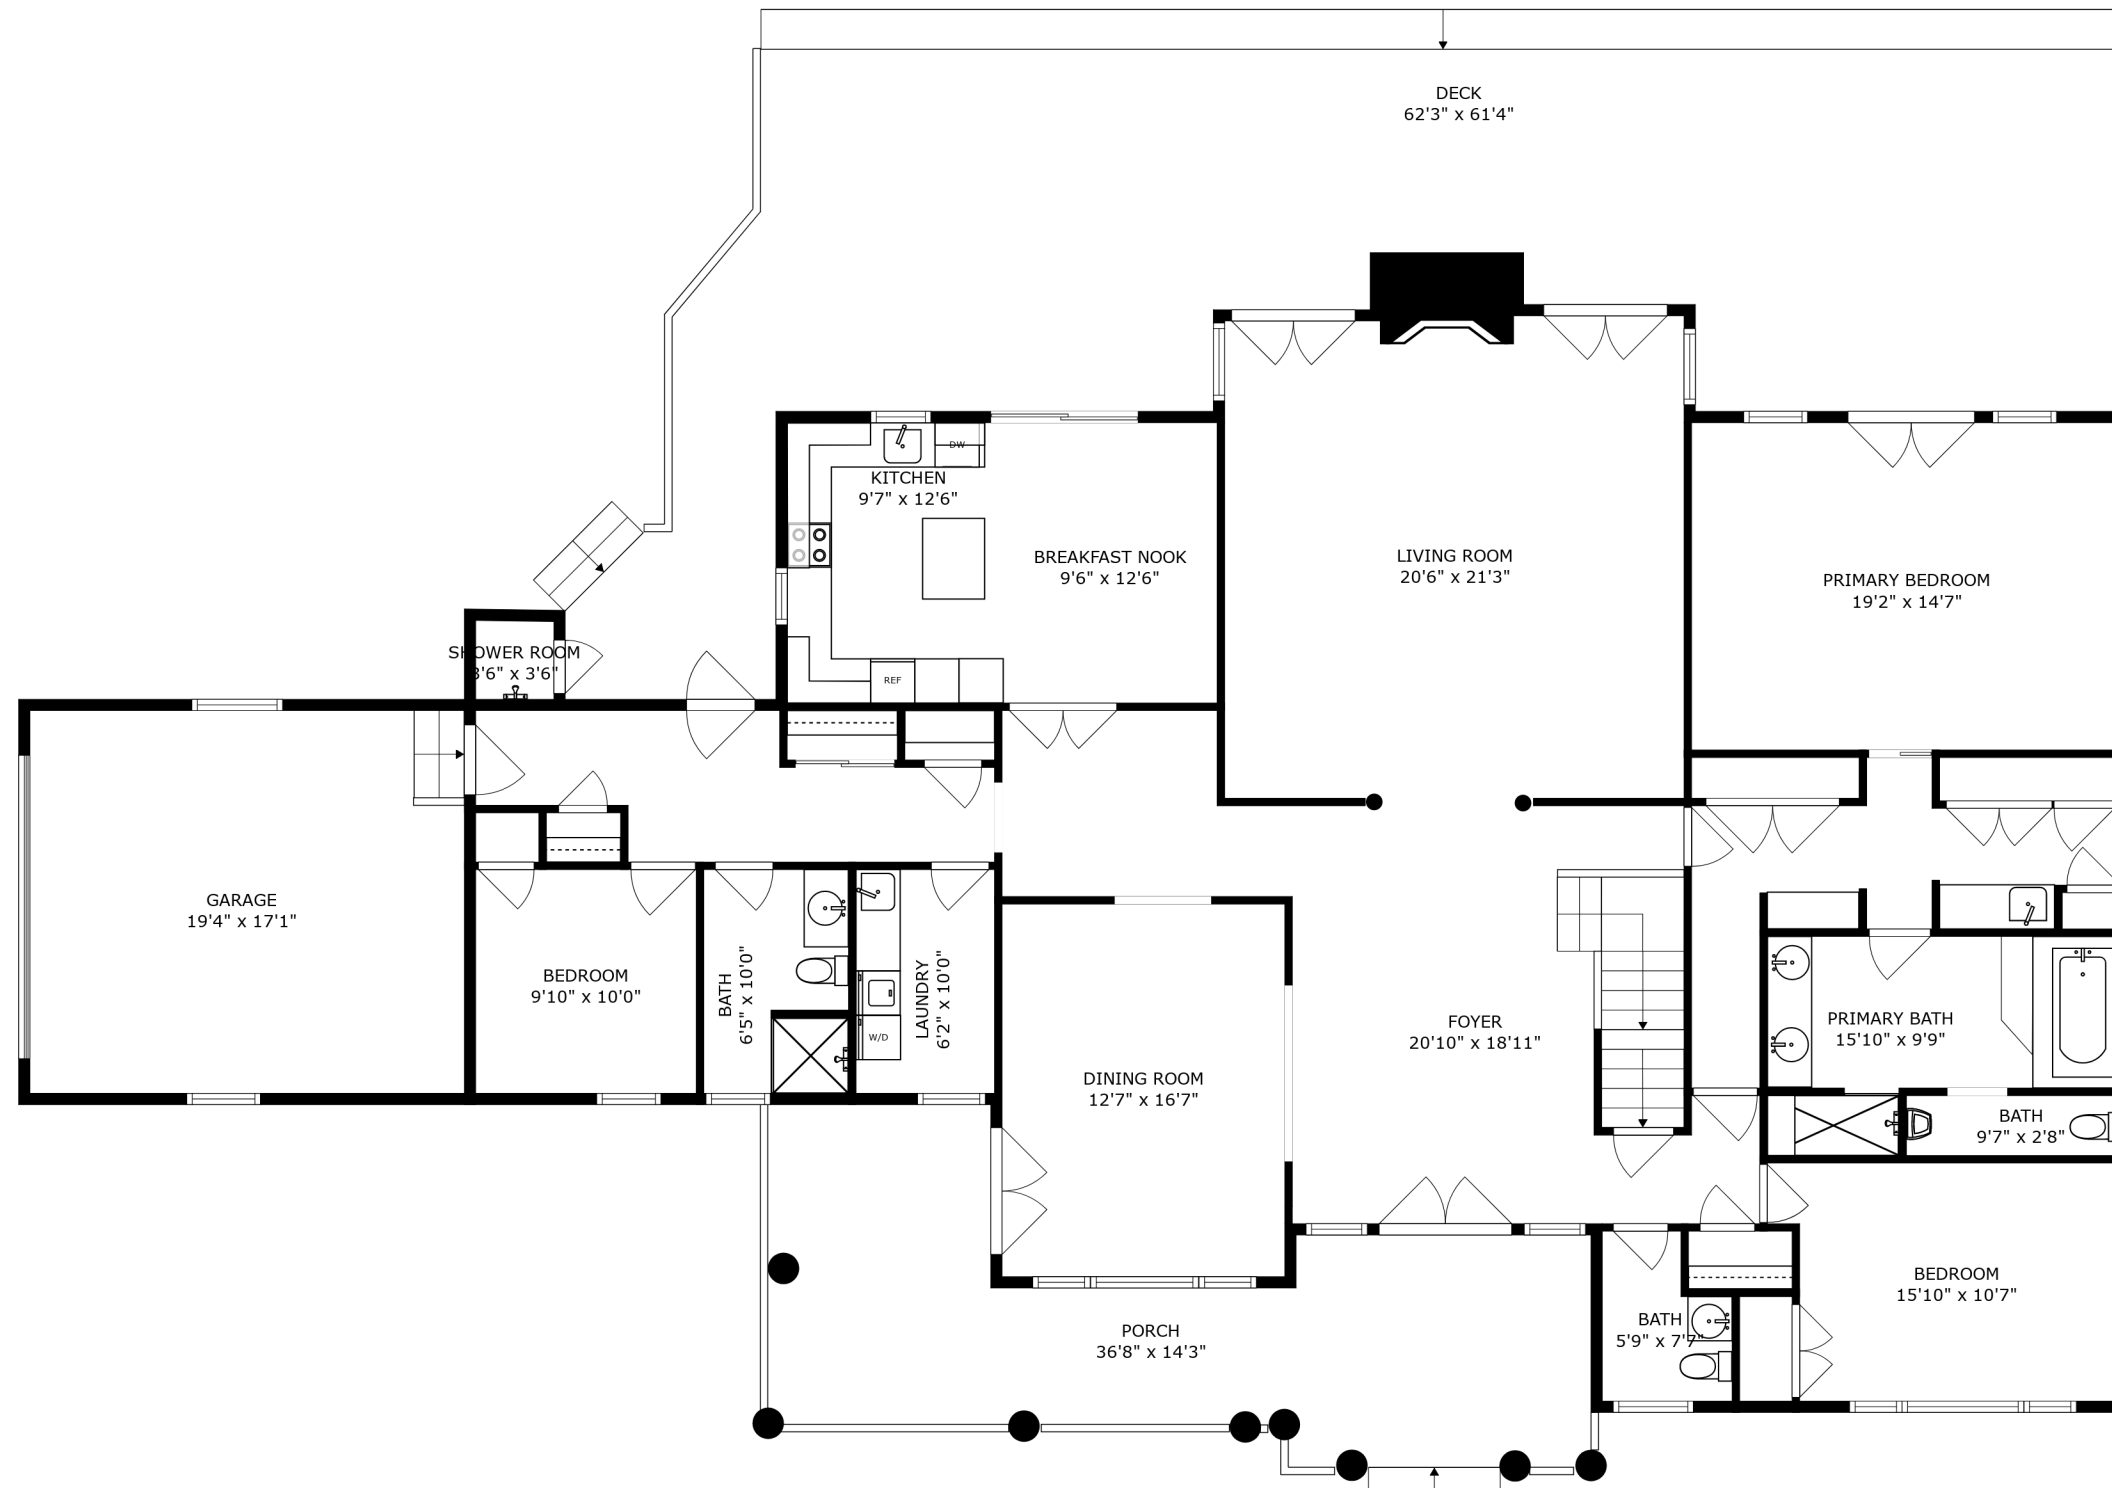 DECK
62'3" x 61'4"
KITCHEN
9'7" x 12'6"
DW
BREAKFAST NOOK
9'6" x 12'6"
LIVING ROOM
20'6" x 21'3"
PRIMARY BEDROOM
19'2" x 14'7"
SHOWER ROOM
3'6" x 3'6"
REF
GARAGE
19'4" x 17'1"
BEDROOM
9'10" x 10'0"
BATH
6'5" x 10'0"
LAUNDRY
6'2" x 10'0"
W/D
DINING ROOM
12'7" x 16'7"
FOYER
20'10" x 18'11"
PRIMARY BATH
15'10" x 9'9"
BATH
9'7" x 2'8"
BEDROOM
15'10" x 10'7"
BATH
5'9" x 7'7"
PORCH
36'8" x 14'3"